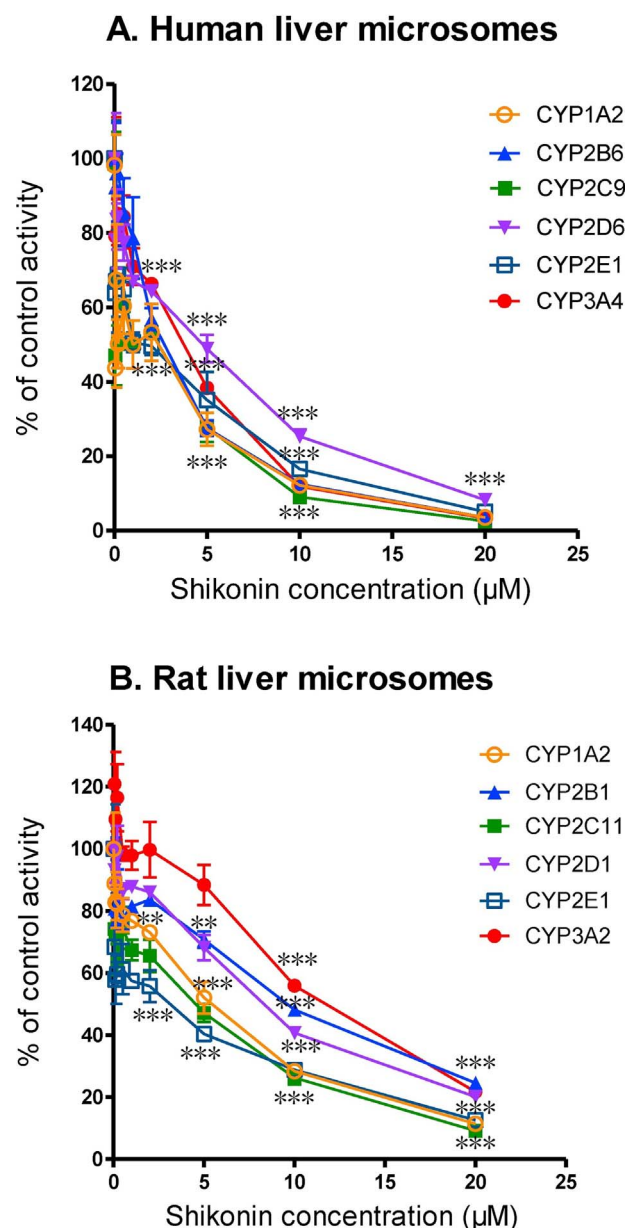 A. Human liver microsomes
% of control activity
120
100
80
60
40
20
0
CYP1A2
CYP2B6
CYP2C9
CYP2D6
CYP2E1
CYP3A4
***
***
***
***
***
***
***
***
***
0 5 10 15 20 25
Shikonin concentration (µM)
B. Rat liver microsomes
% of control activity
140
120
100
80
60
40
20
0
CYP1A2
CYP2B1
CYP2C11
CYP2D1
CYP2E1
CYP3A2
** **
***
***
***
***
***
***
***
***
***
***
0 5 10 15 20 25
Shikonin concentration (µM)